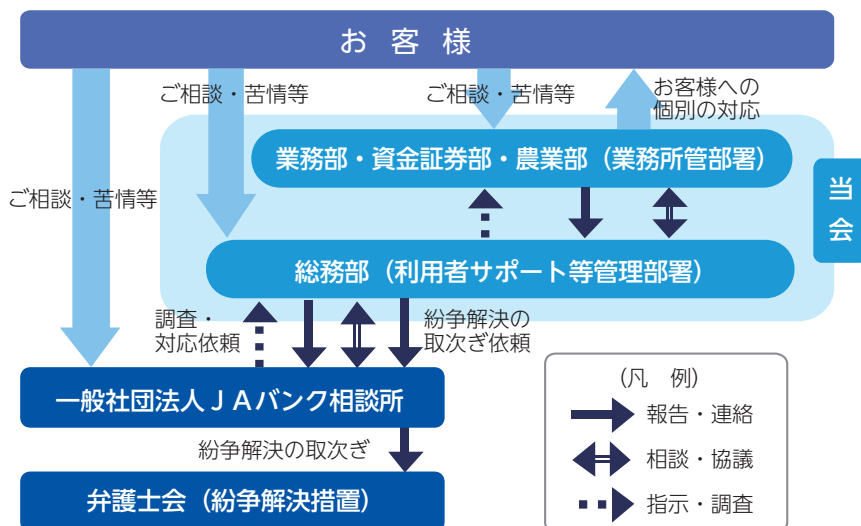 お客様
ご相談・苦情等
ご相談・苦情等
お客様への
個別の対応
業務部・資金証券部・農業部（業務所管部署）
ご相談・苦情等
当会
総務部（利用者サポート等管理部署）
調査・
対応依頼
紛争解決の
取次ぎ依頼
一般社団法人ＪＡバンク相談所
紛争解決の取次ぎ
弁護士会（紛争解決措置）
（凡　例）
報告・連絡
相談・協議
指示・調査